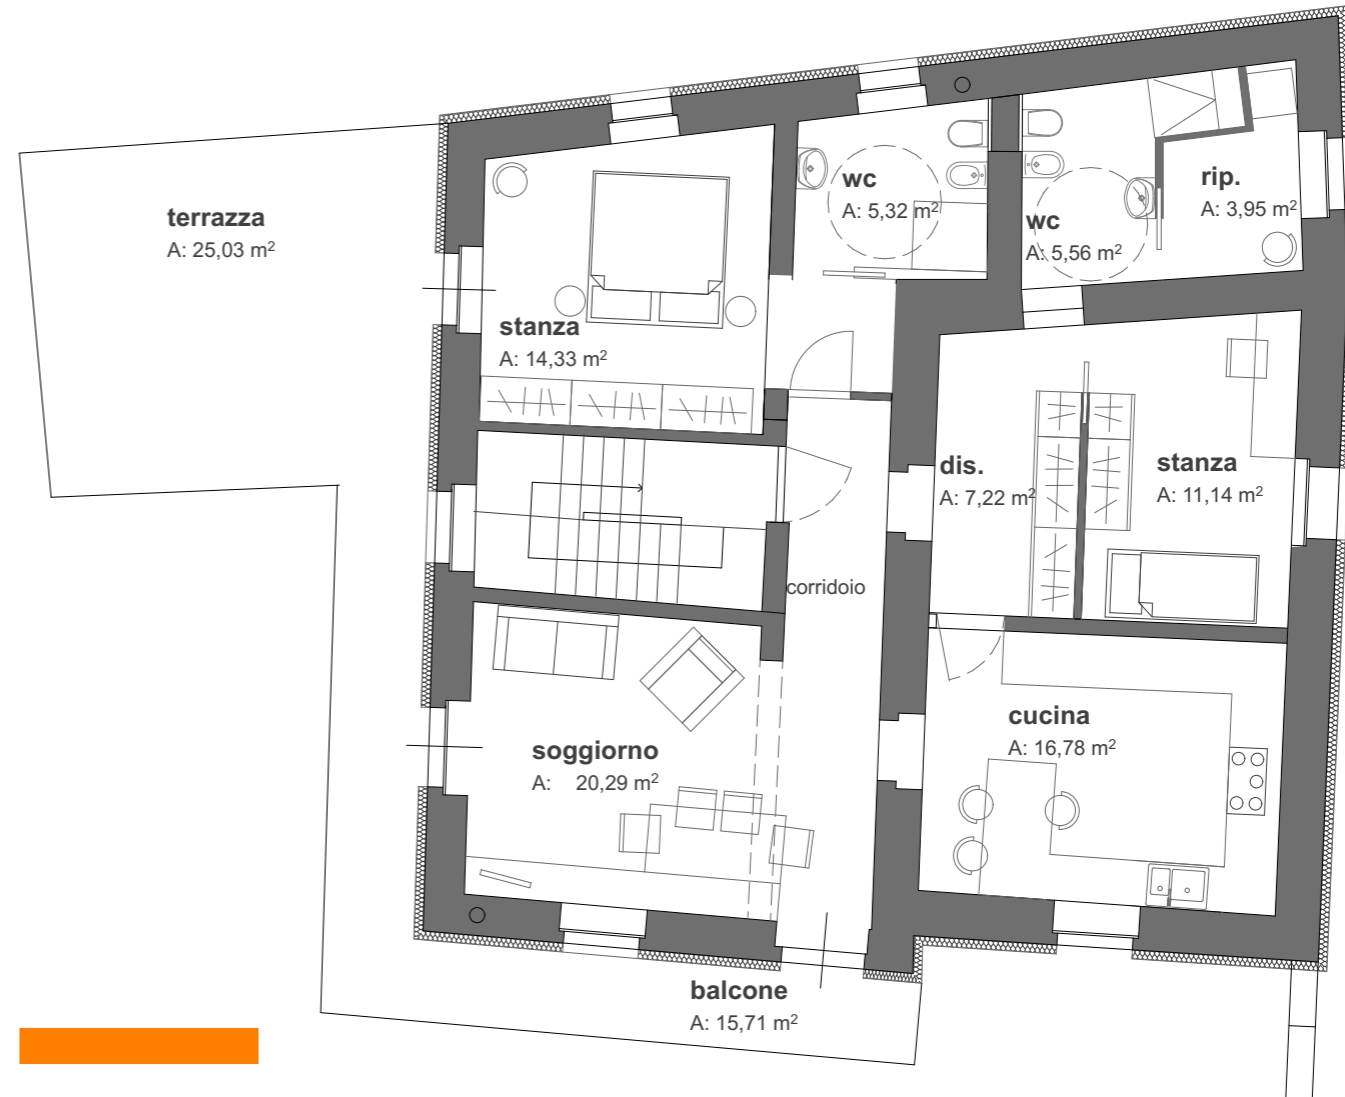 terrazza
A: 25,03 m²
wc
A: 5,32 m²
wc
A: 5,56 m²
rip.
A: 3,95 m²
stanza
A: 14,33 m²
dis.
A: 7,22 m²
stanza
A: 11,14 m²
corridoio
soggiorno
A: 20,29 m²
cucina
A: 16,78 m²
balcone
A: 15,71 m²